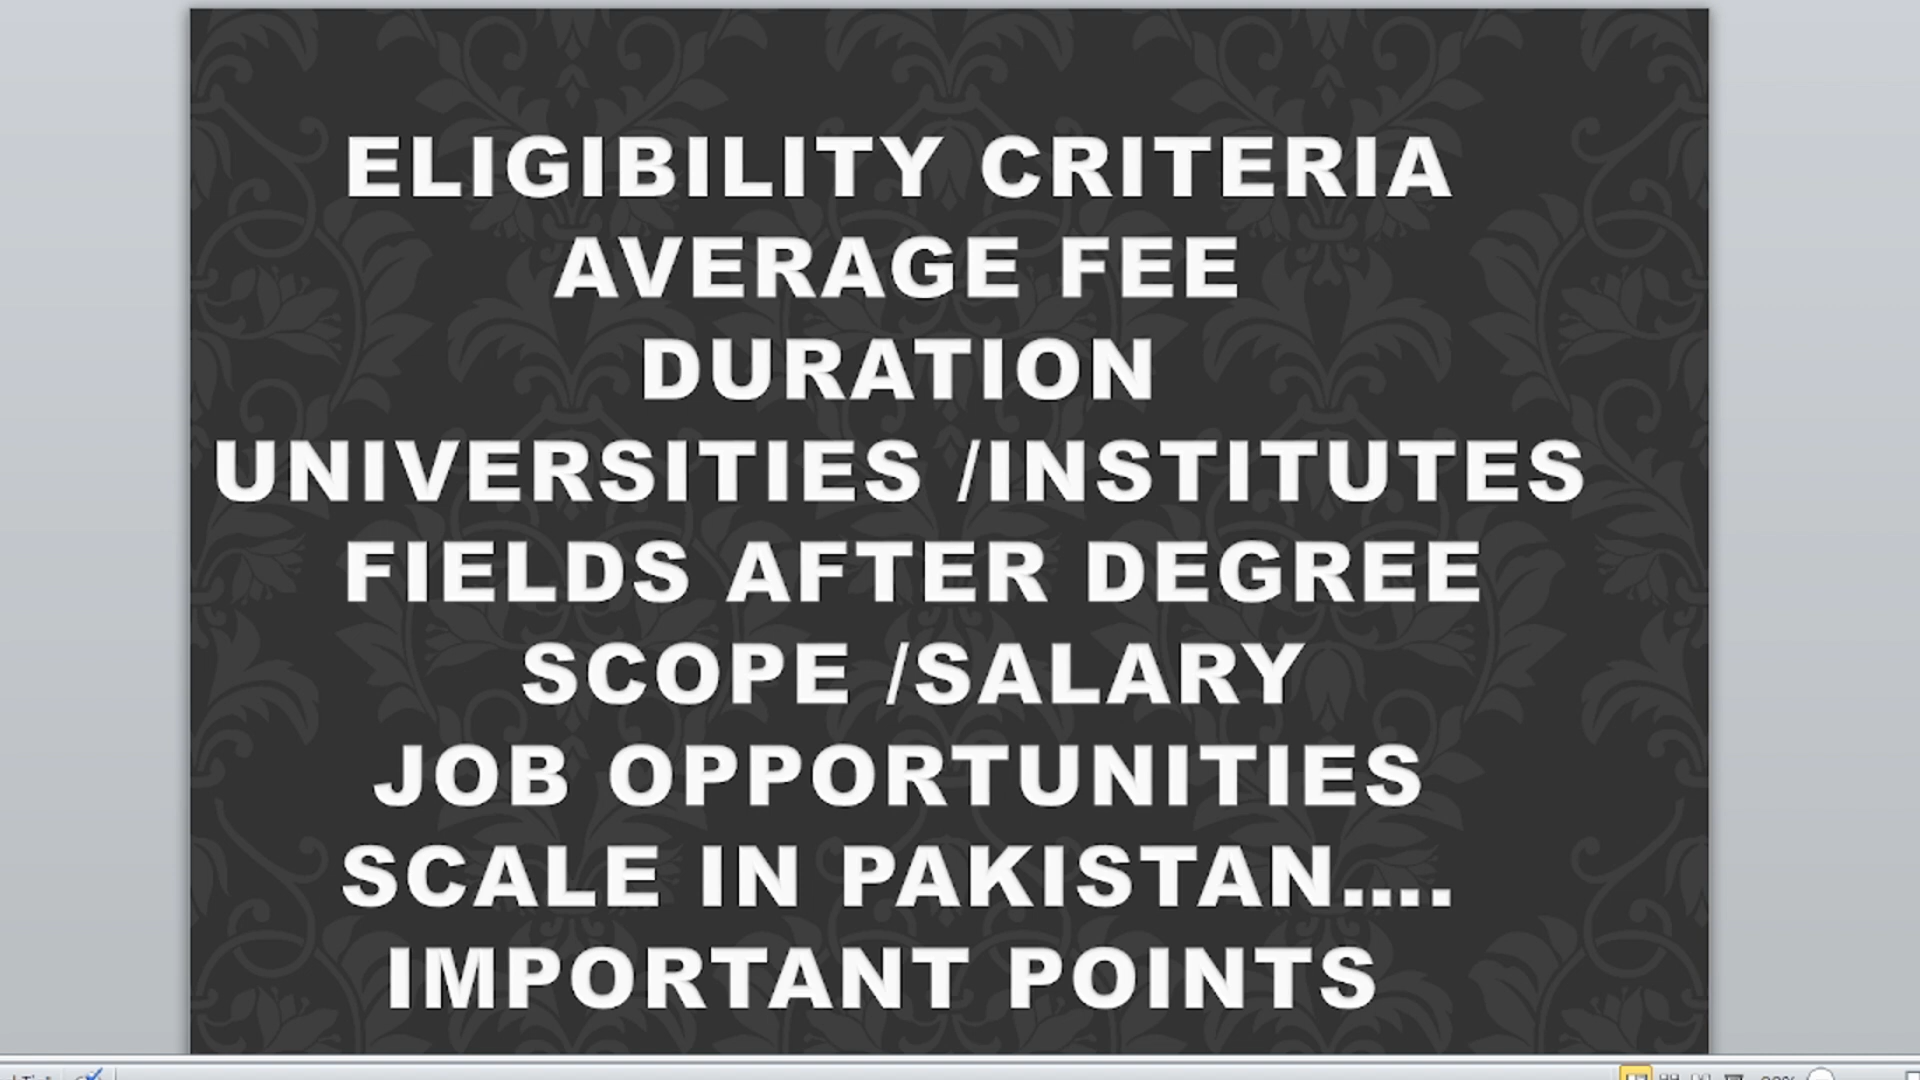 ELIGIBILITY CRITERIA
AVERAGE FEE
DURATION
UNIVERSITIES /INSTITUTES
FIELDS AFTER DEGREE
SCOPE /SALARY
JOB OPPORTUNITIES
SCALE IN PAKISTAN....
IMPORTANT POINTS